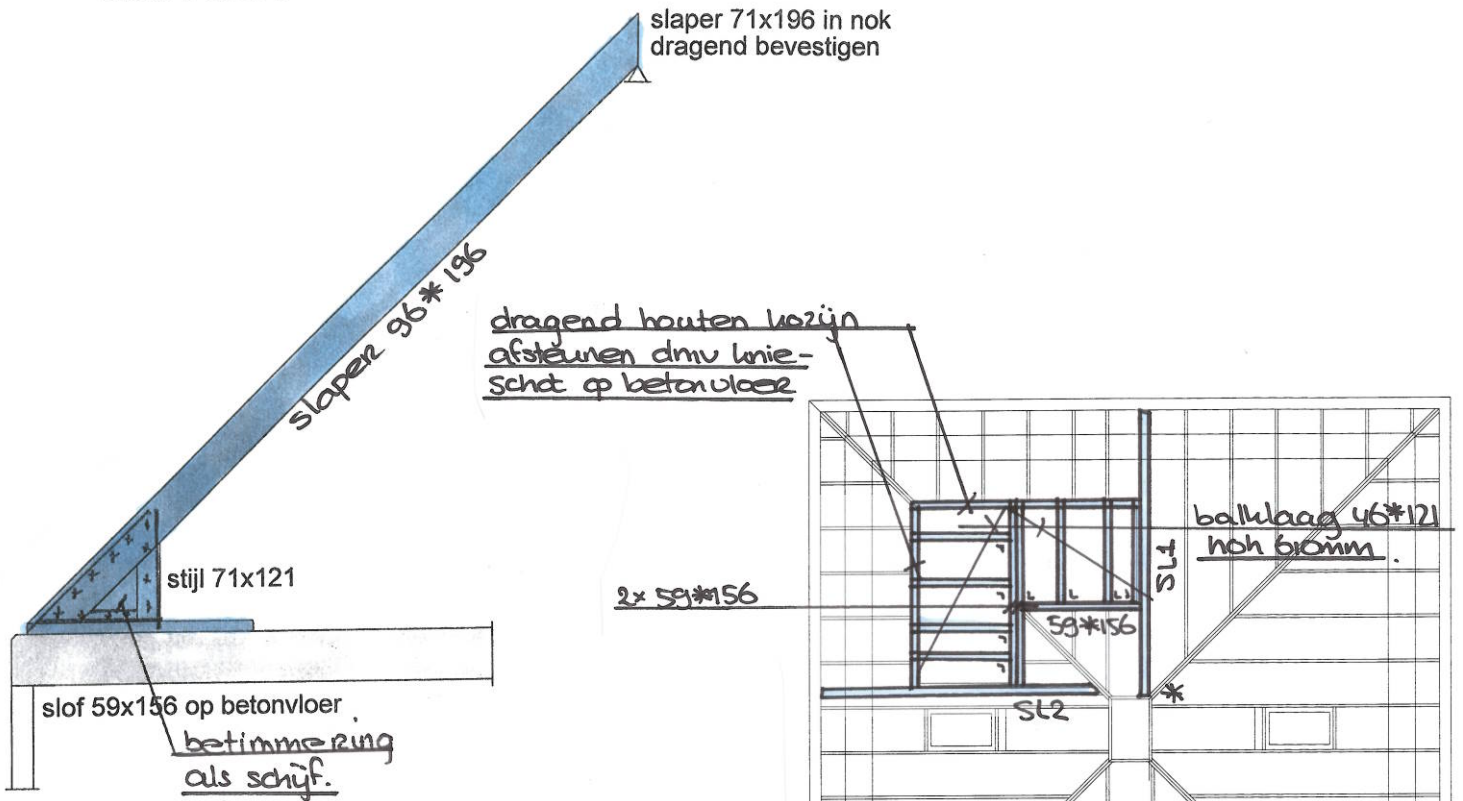 slaper 71x196 in nok
dragend bevestigen
slaper 96*196
stijl 71x121
slof 59x156 op betonvloer
betimmering
als schijf.
dragend houten kozijn
afsteunen dmv knie-
schot op betonvloer
2x 59*156
balklaag 46*121
hoh 610mm.
59*156
SL1
SL2
*